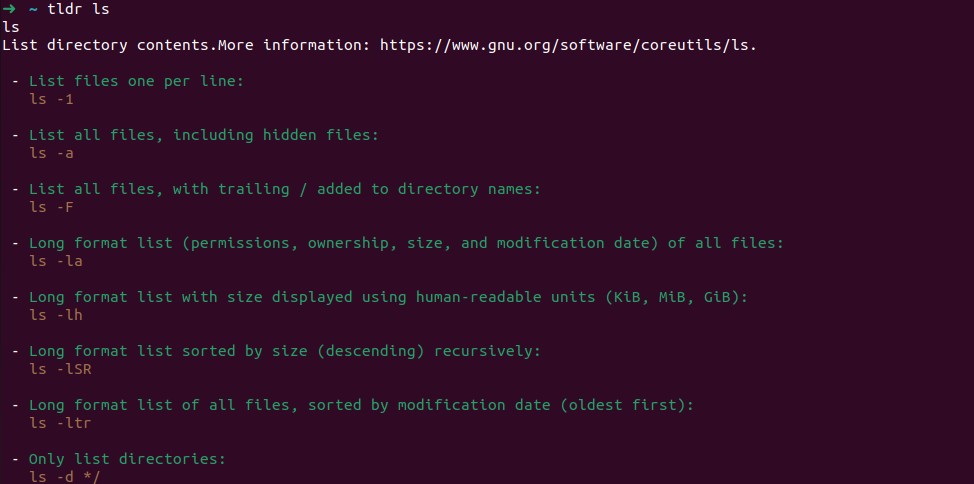 ➜ ~ tldr ls
ls
List directory contents.More information: https://www.gnu.org/software/coreutils/ls.
- List files one per line:
ls -1
- List all files, including hidden files:
ls -a
- List all files, with trailing / added to directory names:
ls -F
- Long format list (permissions, ownership, size, and modification date) of all files:
ls -la
- Long format list with size displayed using human-readable units (KiB, MiB, GiB):
ls -lh
- Long format list sorted by size (descending) recursively:
ls -lSR
- Long format list of all files, sorted by modification date (oldest first):
ls -ltr
- Only list directories:
ls -d */